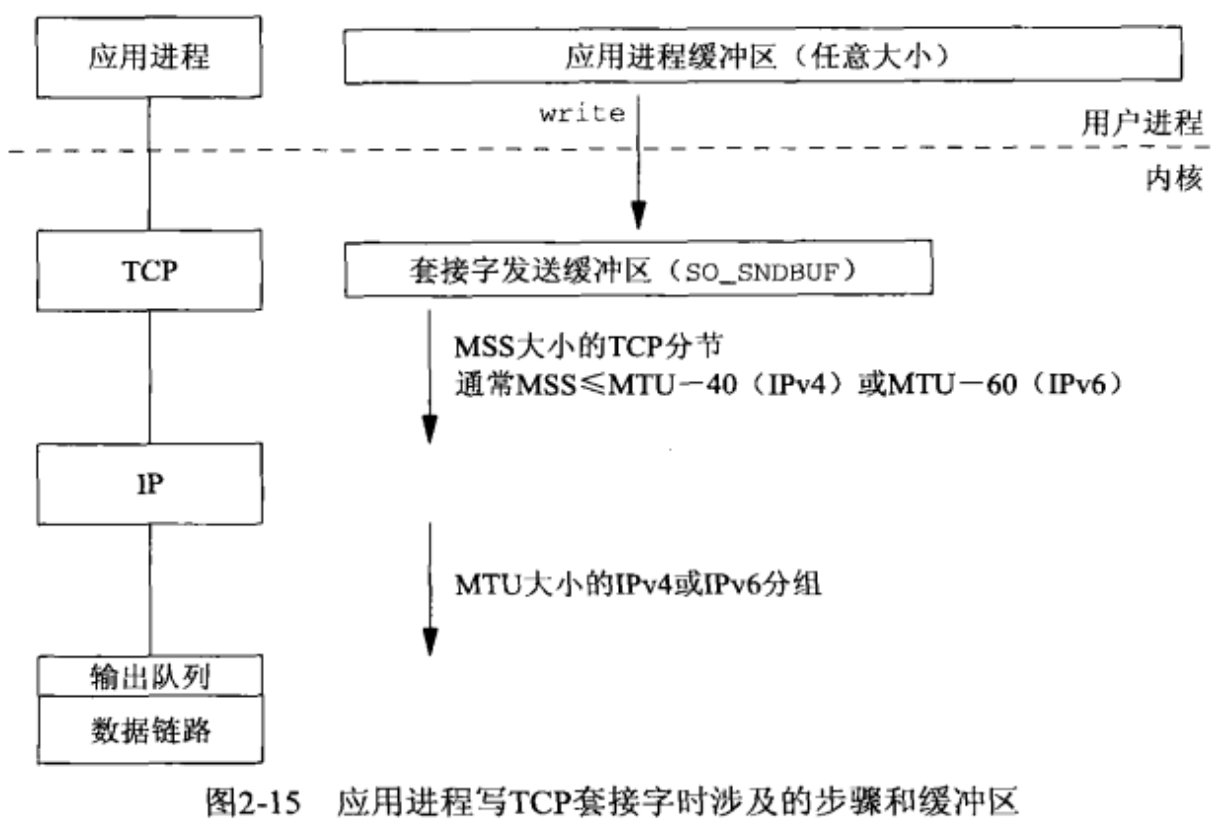 应用进程
应用进程缓冲区（任意大小）
write
用户进程
内核
TCP
套接字发送缓冲区（SO_SNDBUF）
MSS大小的TCP分节
通常MSS≤MTU－40（IPv4）或MTU－60（IPv6）
IP
MTU大小的IPv4或IPv6分组
输出队列
数据链路
图2-15 应用进程写TCP套接字时涉及的步骤和缓冲区